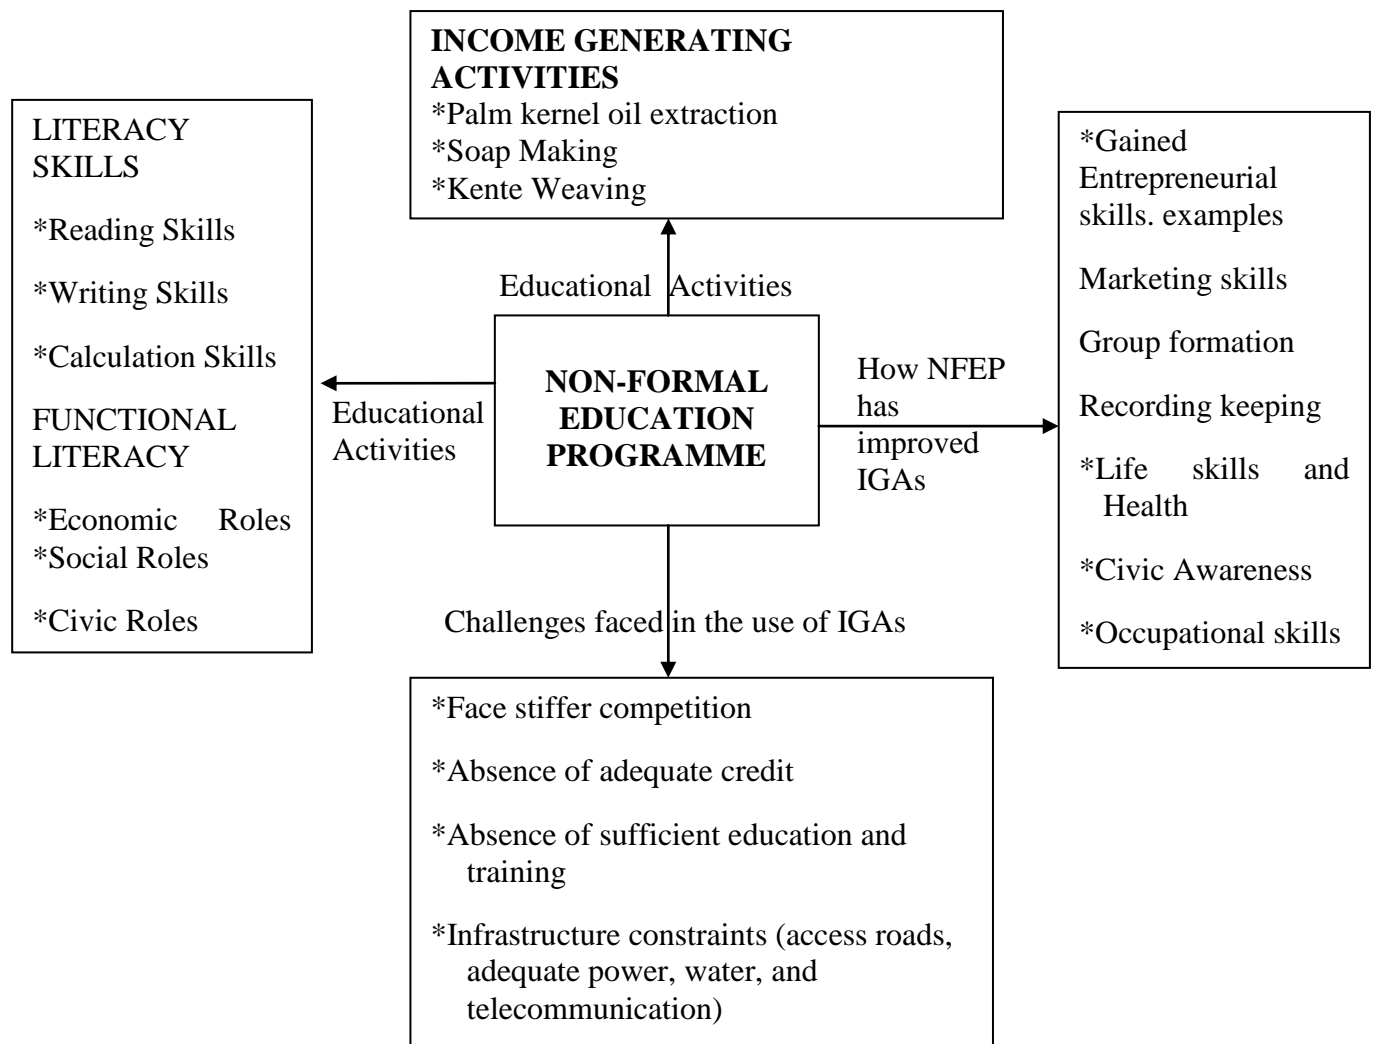 INCOME GENERATING
ACTIVITIES
*Palm kernel oil extraction
*Soap Making
*Kente Weaving
LITERACY
SKILLS
*Reading Skills
*Writing Skills
*Calculation Skills
FUNCTIONAL
LITERACY
*Economic Roles
*Social Roles
*Civic Roles
Educational Activities
Educational
Activities
NON-FORMAL
EDUCATION
PROGRAMME
How NFEP
has
improved
IGAs
*Gained
Entrepreneurial
skills. examples
Marketing skills
Group formation
Recording keeping
*Life skills and
Health
*Civic Awareness
*Occupational skills
Challenges faced in the use of IGAs
*Face stiffer competition
*Absence of adequate credit
*Absence of sufficient education and
training
*Infrastructure constraints (access roads,
adequate power, water, and
telecommunication)